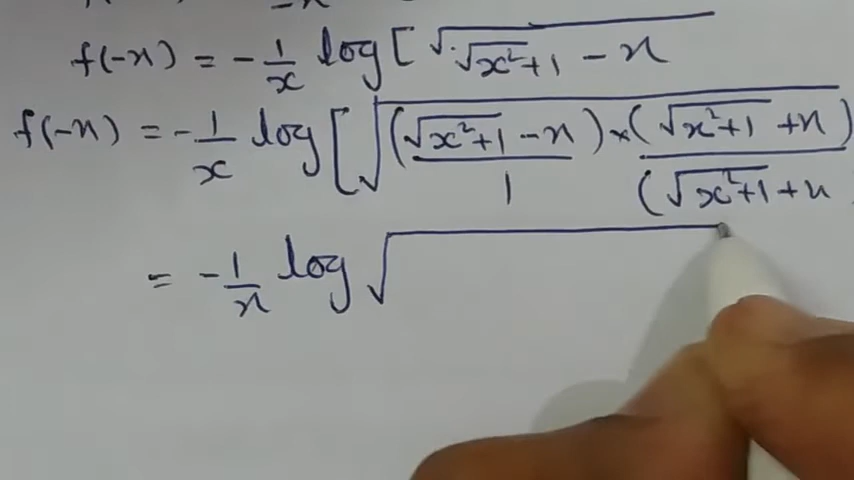 f(-x) = - 1/x log [ √(√(x²+1) - x
f(-x) = - 1/x log [ √((√(x²+1) - x)/1 × (√(x²+1) + x)/(√(x²+1) + x
= - 1/x log √